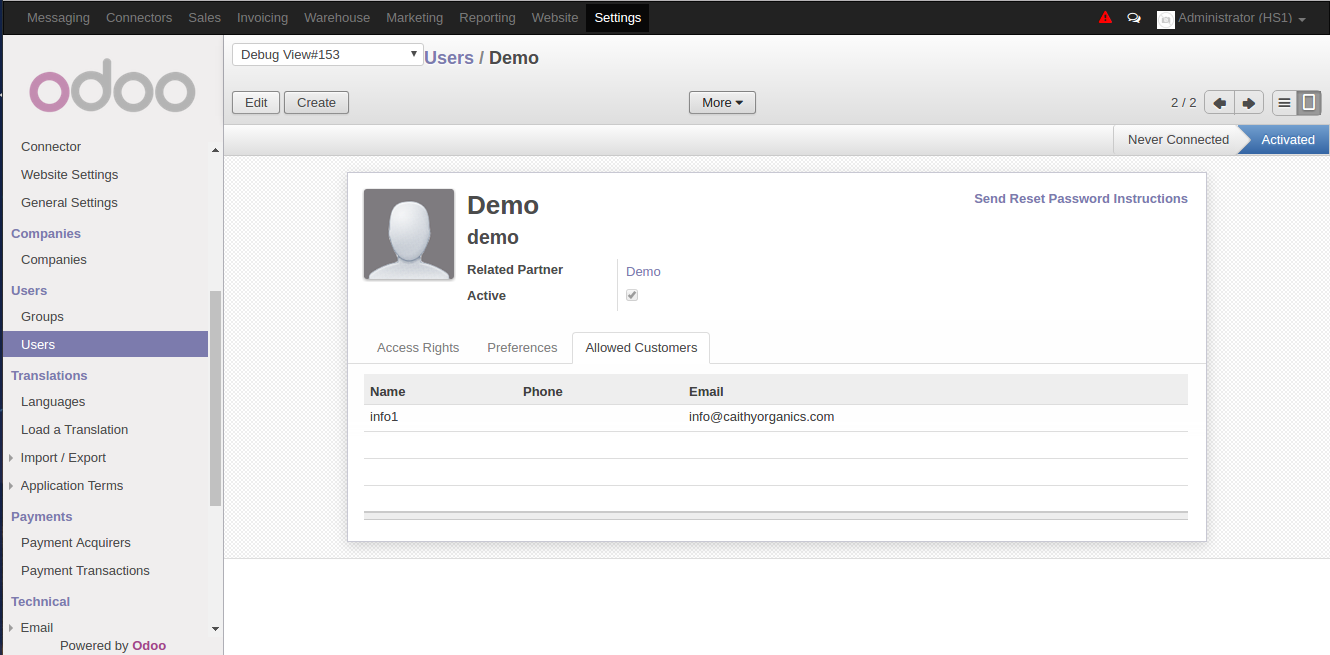 Messaging Connectors Sales Invoicing Warehouse Marketing Reporting Website Settings Administrator (HS1)
odoo
Connector
Website Settings
General Settings
Companies
Companies
Users
Groups
Users
Translations
Languages
Load a Translation
Import / Export
Application Terms
Payments
Payment Acquirers
Payment Transactions
Technical
Email
Powered by Odoo
Debug View#153 Users / Demo
Edit Create More 2 / 2
Never Connected Activated
Demo
Send Reset Password Instructions
demo
Related Partner Demo
Active
Access Rights Preferences Allowed Customers
Name Phone Email
info1 info@caithyorganics.com